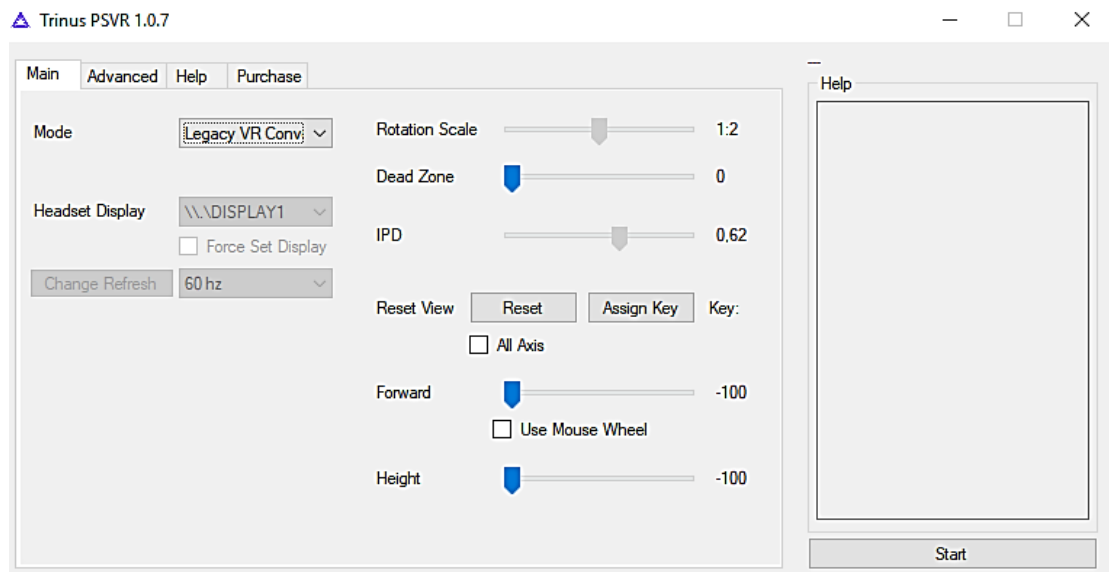 Trinus PSVR 1.0.7
Main Advanced Help Purchase
Mode Legacy VR Conv
Headset Display \\.\DISPLAY1
Force Set Display
Change Refresh 60 hz
Rotation Scale 1:2
Dead Zone 0
IPD 0,62
Reset View Reset Assign Key Key:
All Axis
Forward -100
Use Mouse Wheel
Height -100
Help
Start